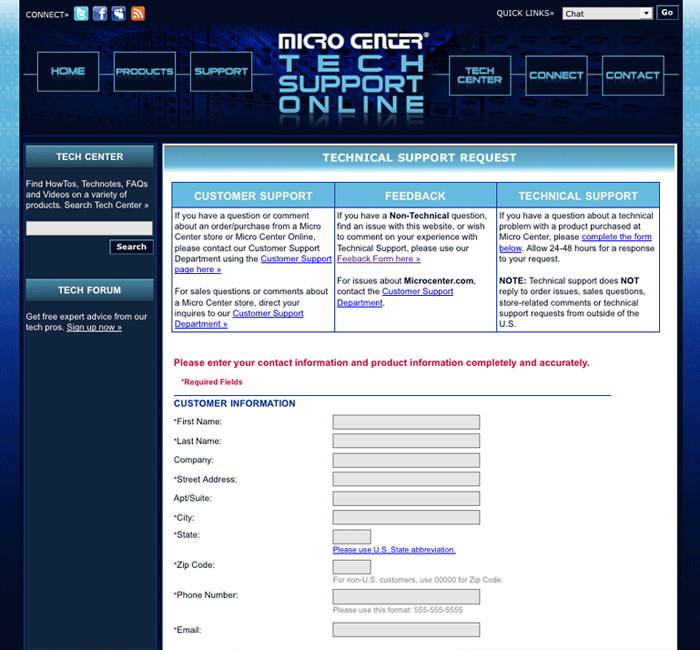 CONNECT»
QUICK LINKS»
Chat
Go
MICRO CENTER®
TECH
SUPPORT
ONLINE
HOME
PRODUCTS
SUPPORT
TECH
CENTER
CONNECT
CONTACT
TECH CENTER
Find HowTos, Technotes, FAQs
and Videos on a variety of
products. Search Tech Center »
Search
TECH FORUM
Get free expert advice from our
tech pros. Sign up now »
TECHNICAL SUPPORT REQUEST
CUSTOMER SUPPORT
If you have a question or comment
about an order/purchase from a Micro
Center store or Micro Center Online,
please contact our Customer Support
Department using the Customer Support
page here »
For sales questions or comments
about a Micro Center store, direct your
inquires to our Customer Support
Department »
FEEDBACK
If you have a Non-Technical question,
find an issue with this website, or wish
to comment on your experience with
Technical Support, please use our
Feeback Form here »
For issues about Microcenter.com,
contact the Customer Support
Department.
TECHNICAL SUPPORT
If you have a question about a technical
problem with a product purchased at
Micro Center, please complete the form
below. Allow 24-48 hours for a response
to your request.
NOTE: Technical support does NOT
reply to order issues, sales questions,
store-related comments or technical
support requests from outside of the
U.S.
Please enter your contact information and product information completely and accurately.
*Required Fields
CUSTOMER INFORMATION
*First Name:
*Last Name:
Company:
*Street Address:
Apt/Suite:
*City:
*State:
Please use U.S. State abbreviation.
*Zip Code:
For non-U.S. customers, use 00000 for Zip Code.
*Phone Number:
Please use this format: 555-555-5555
*Email: